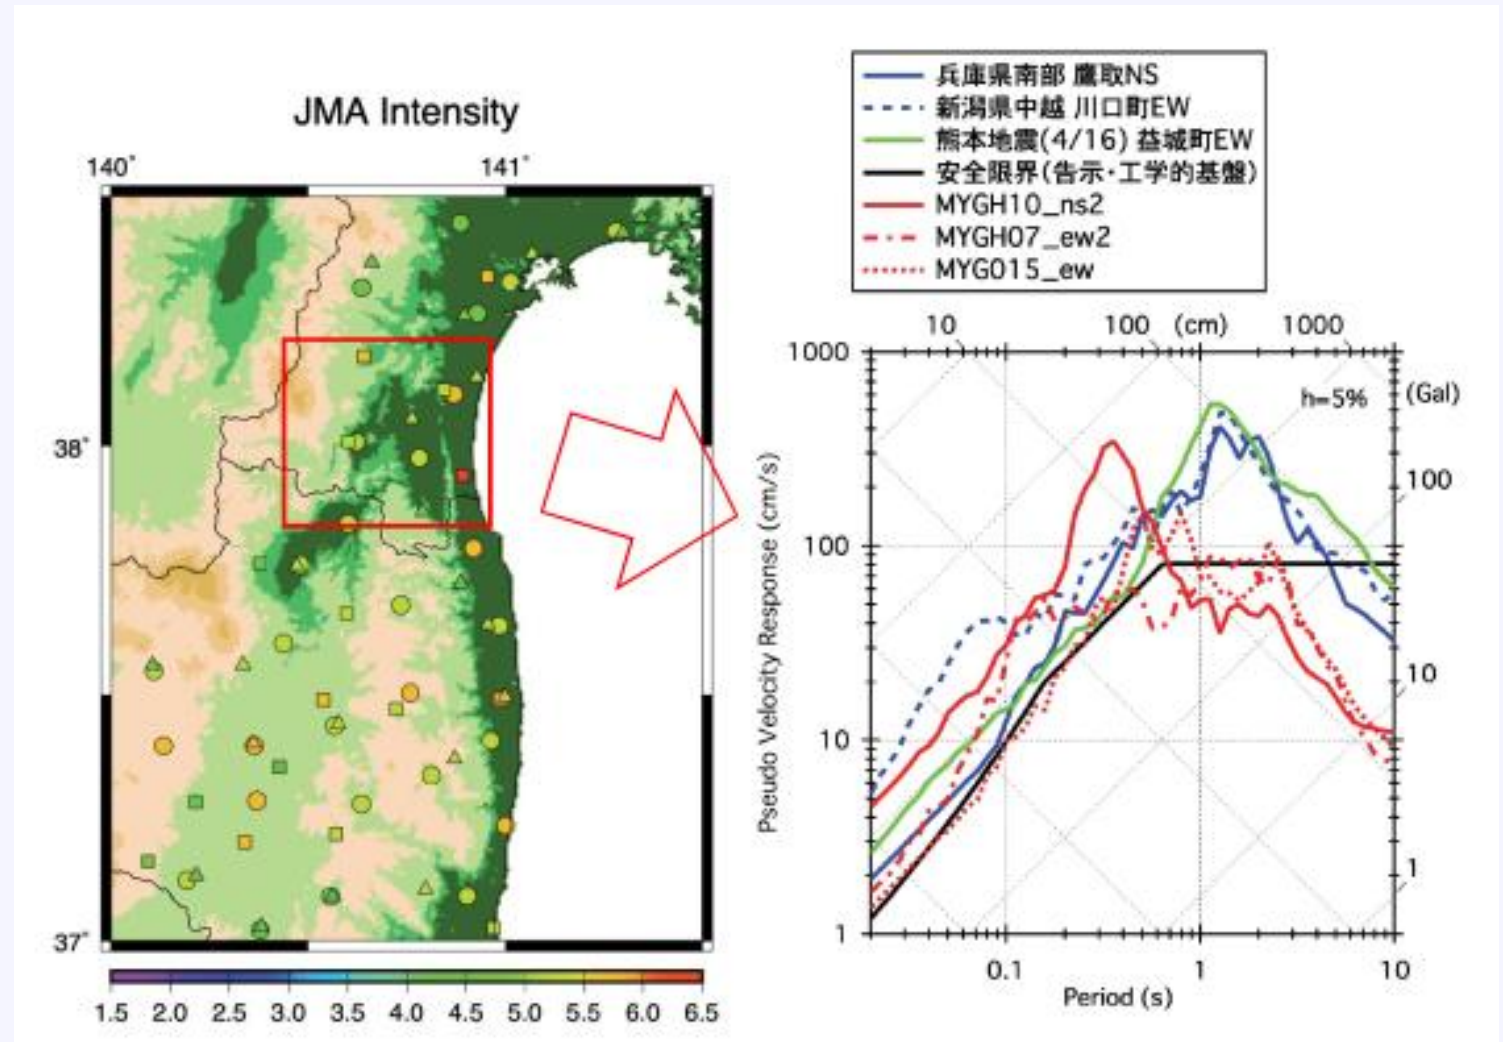 JMA Intensity
140° 141°
38°
37°
1.5 2.0 2.5 3.0 3.5 4.0 4.5 5.0 5.5 6.0 6.5
兵庫県南部 鷹取NS
新潟県中越 川口町EW
熊本地震(4/16) 益城町EW
安全限界(告示・工学的基盤)
MYGH10_ns2
MYGH07_ew2
MYG015_ew
10 100 (cm) 1000
1000
100
10
1
Pseudo Velocity Response (cm/s)
h=5%
(Gal)
100
10
1
0.1 1 10
Period (s)